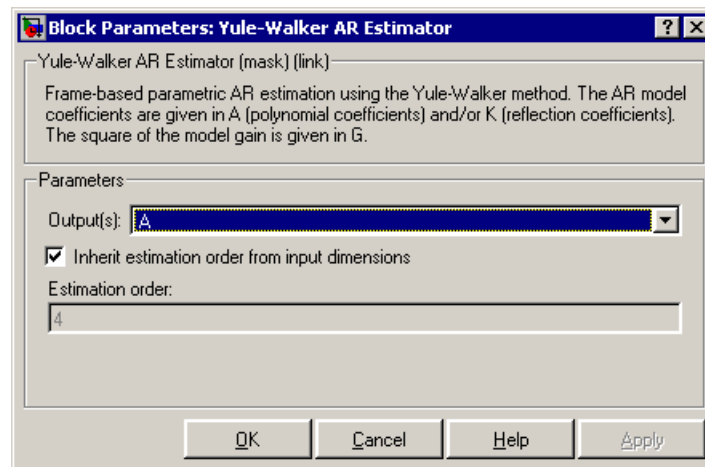 Block Parameters: Yule-Walker AR Estimator
Yule-Walker AR Estimator (mask) (link)
Frame-based parametric AR estimation using the Yule-Walker method. The AR model
coefficients are given in A (polynomial coefficients) and/or K (reflection coefficients).
The square of the model gain is given in G.
Parameters
Output(s): A
Inherit estimation order from input dimensions
Estimation order:
4
OK Cancel Help Apply